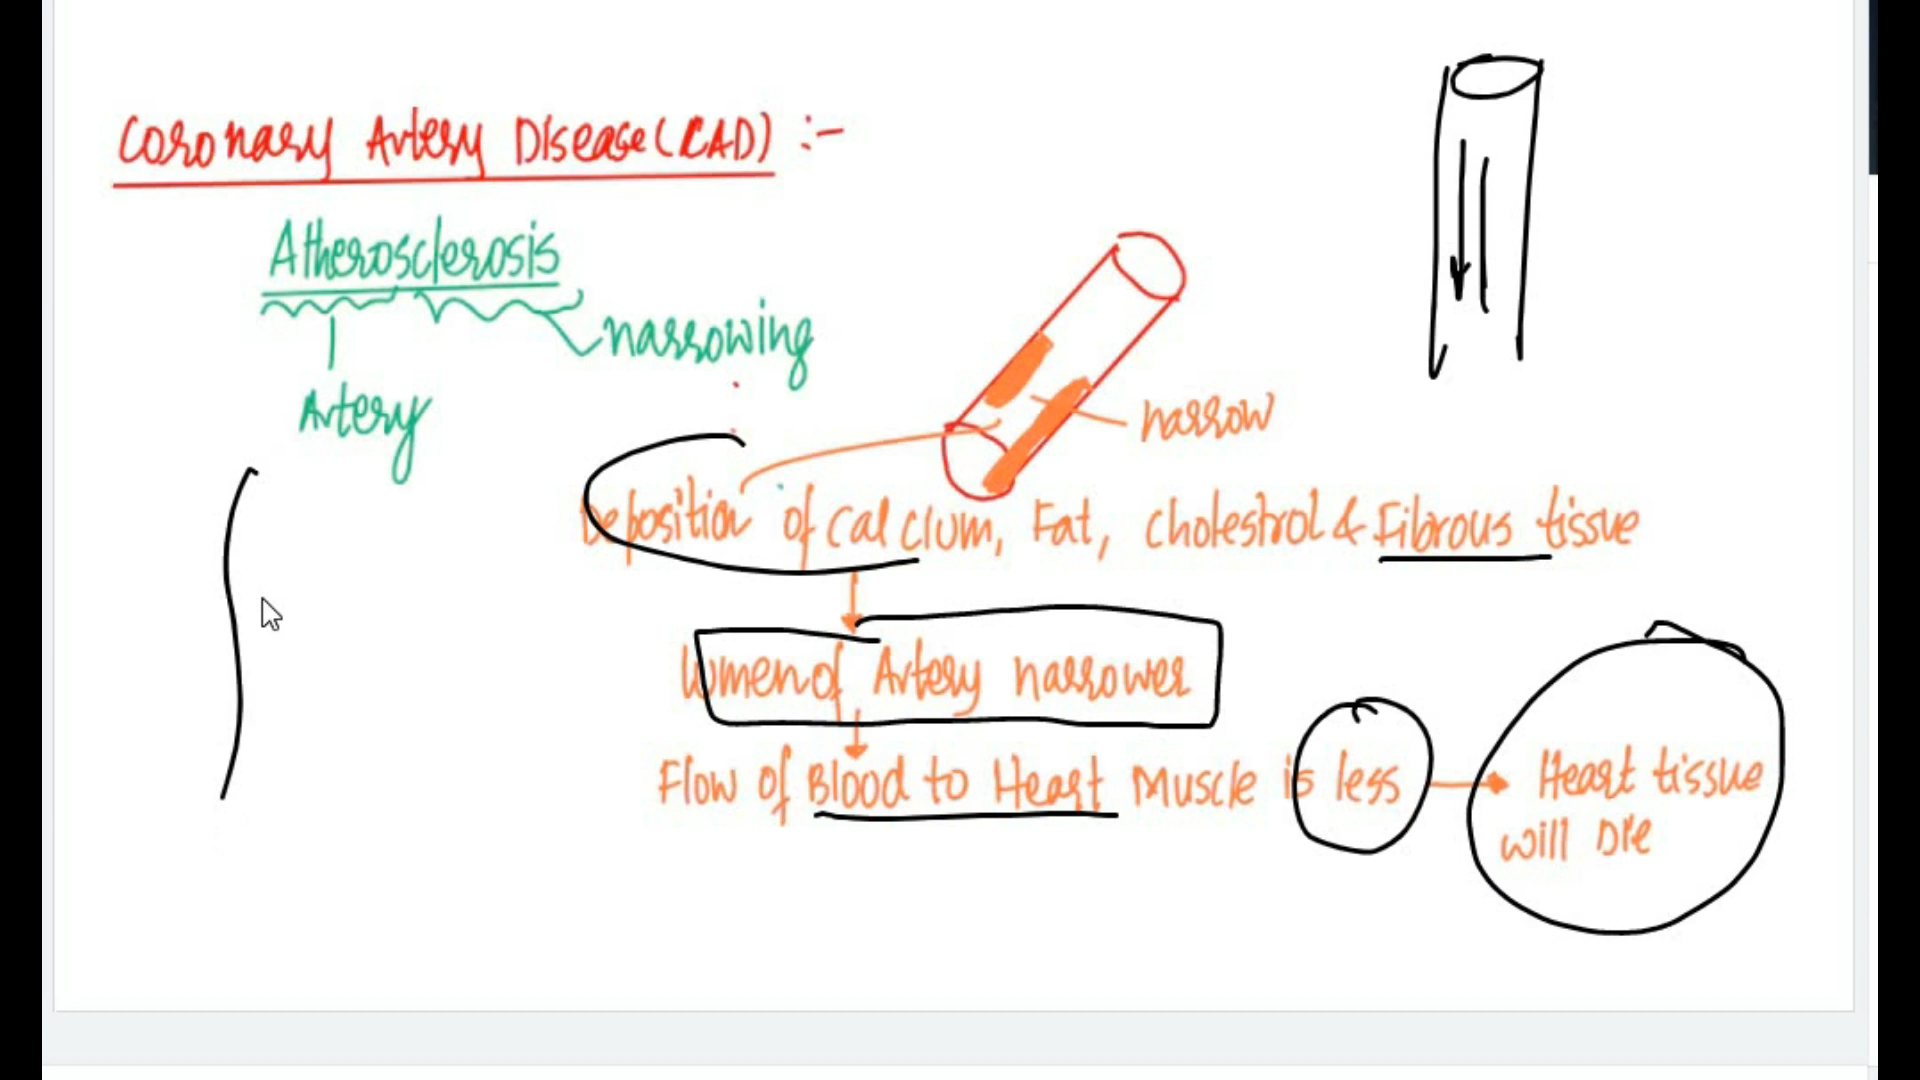 Coronary Artery Disease (CAD) :-
Atherosclerosis
narrowing
Artery
narrow
Deposition of calcium, Fat, cholestrol & Fibrous tissue
Lumen of Artery narrower
Flow of Blood to Heart Muscle is less → Heart tissue
will Die